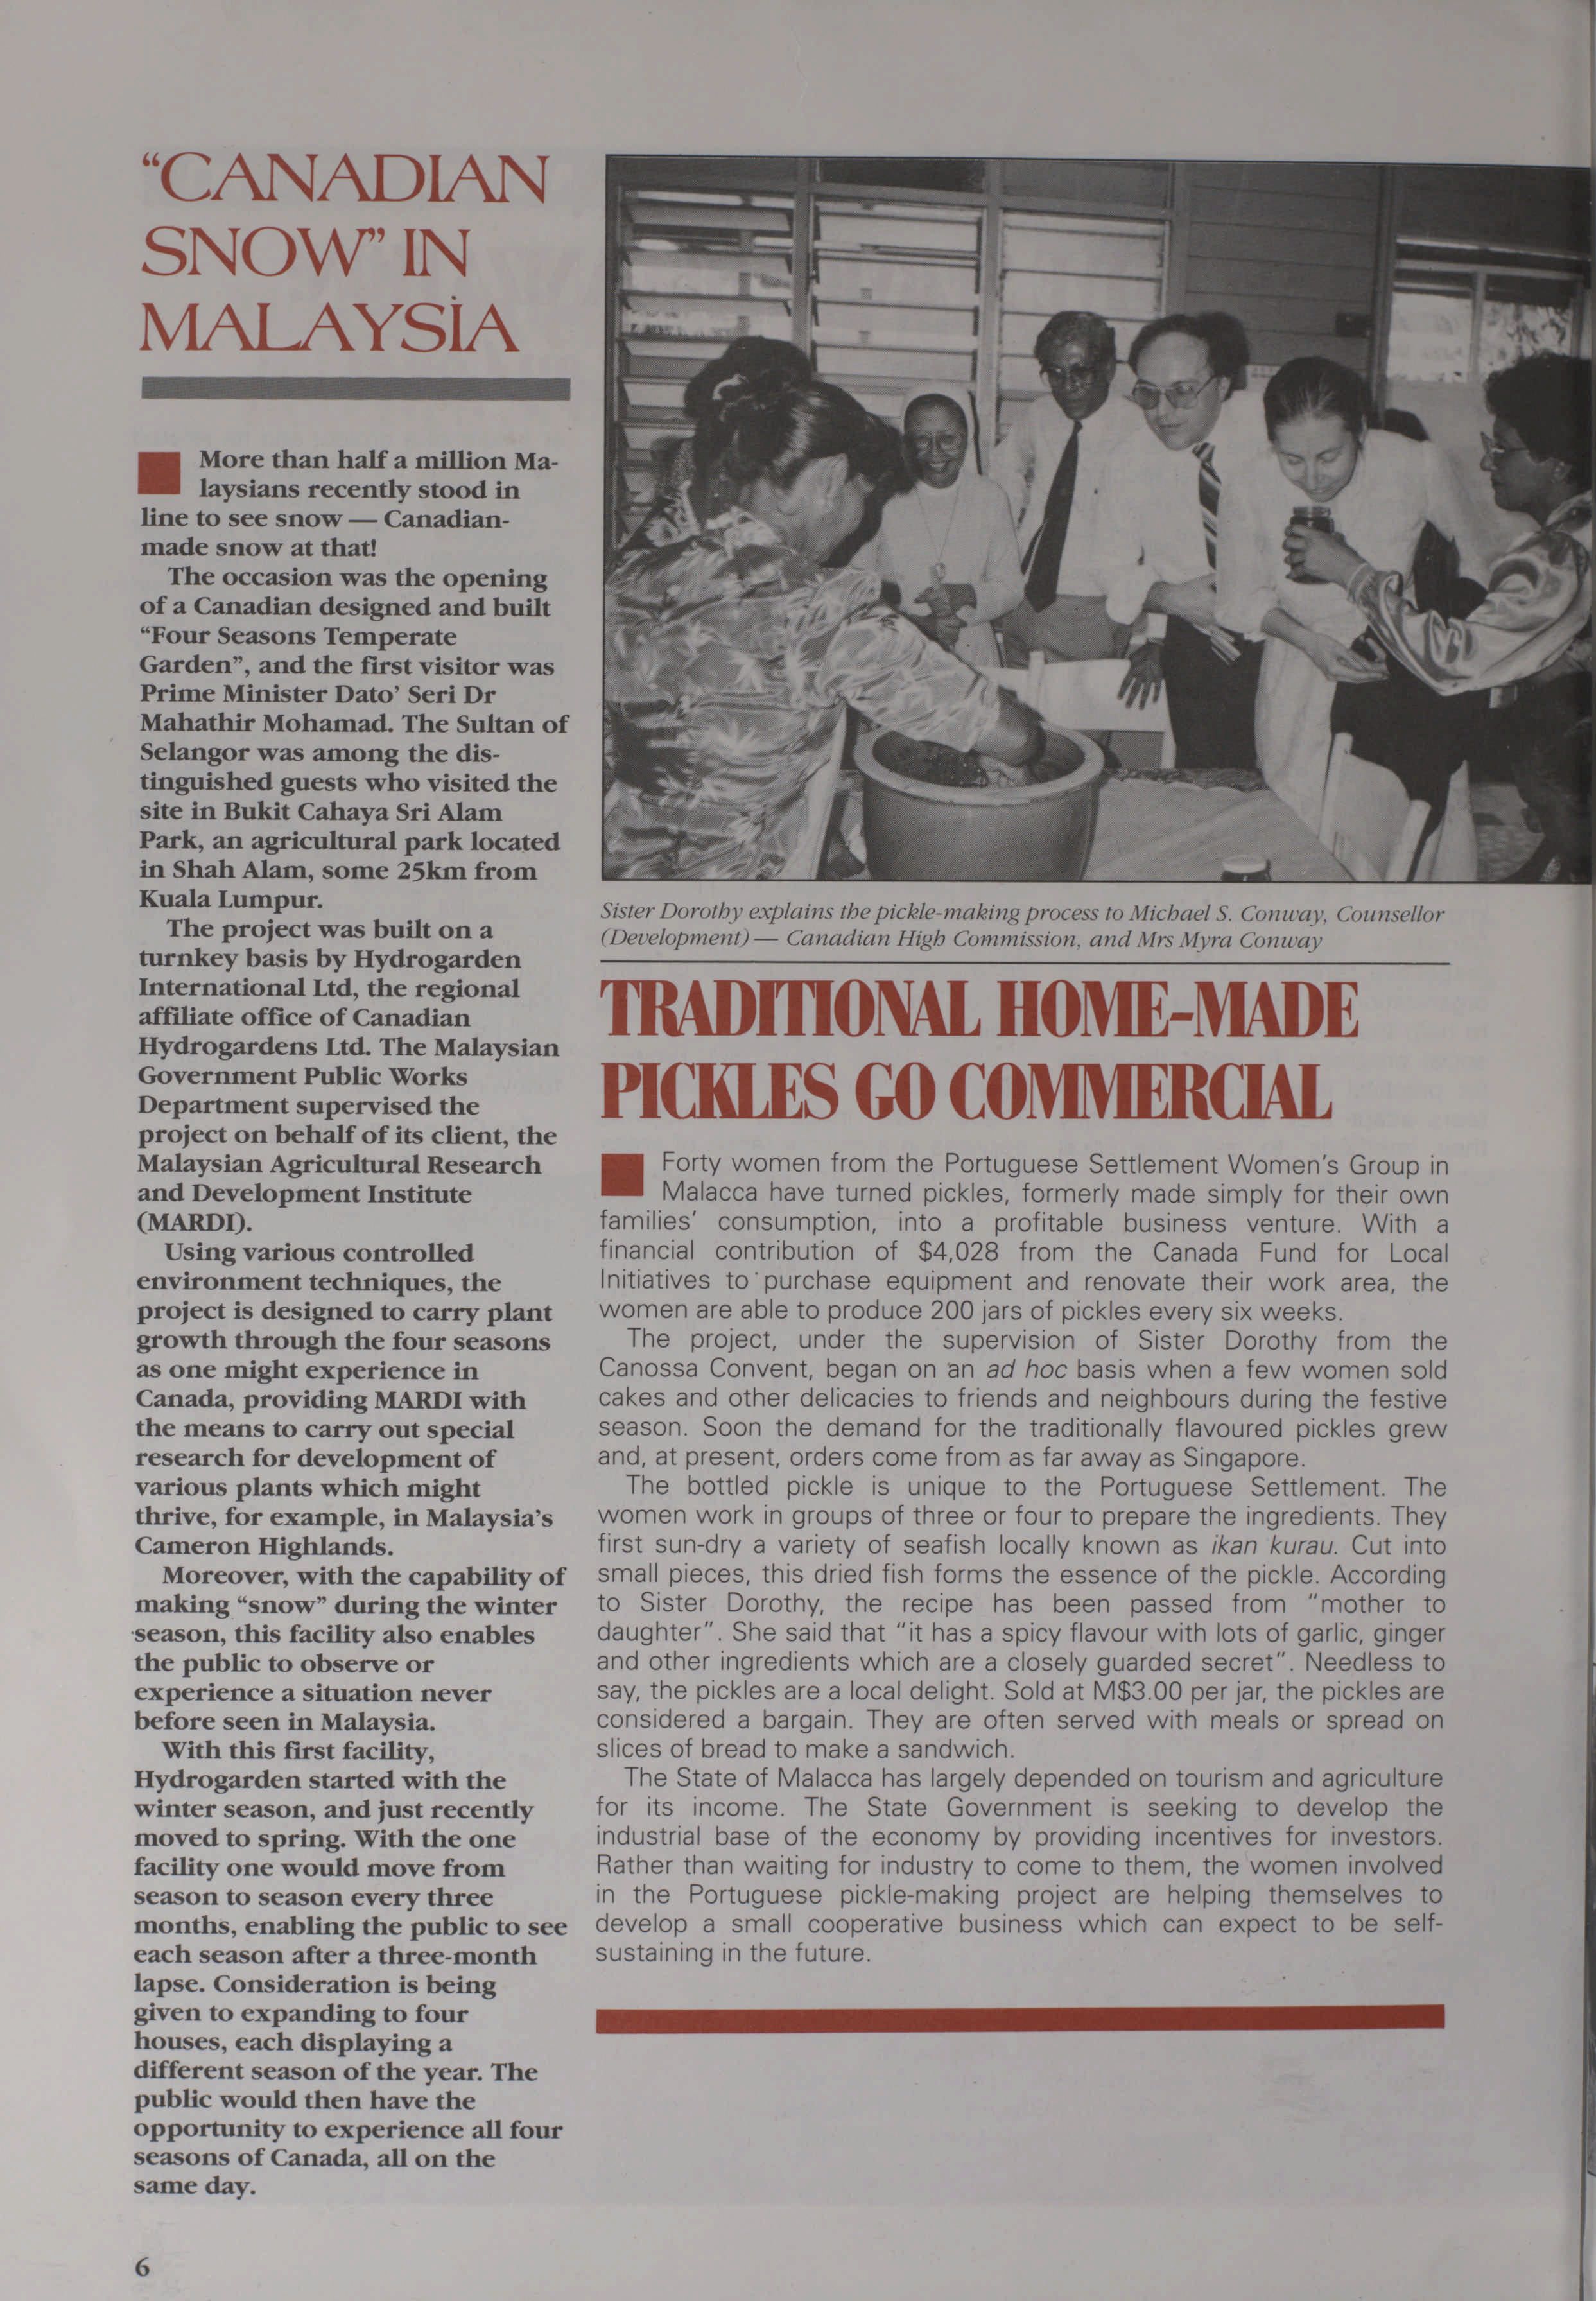 “CANADIAN
SNOW” IN
MALAYSIA
More than half a million Ma-
laysians recently stood in
line to see snow — Canadian-
made snow at that!
The occasion was the opening
of a Canadian designed and built
“Four Seasons Temperate
Garden”, and the first visitor was
Prime Minister Dato’ Seri Dr
Mahathir Mohamad. The Sultan of
Selangor was among the dis-
tinguished guests who visited the
site in Bukit Cahaya Sri Alam
Park, an agricultural park located
in Shah Alam, some 25km from
Kuala Lumpur.
The project was built on a
turnkey basis by Hydrogarden
International Ltd, the regional
affiliate office of Canadian
Hydrogardens Ltd. The Malaysian
Government Public Works
Department supervised the
project on behalf of its client, the
Malaysian Agricultural Research
and Development Institute
(MARDI).
Using various controlled
environment techniques, the
project is designed to carry plant
growth through the four seasons
as one might experience in
Canada, providing MARDI with
the means to carry out special
research for development of
various plants which might
thrive, for example, in Malaysia’s
Cameron Highlands.
Moreover, with the capability of
making “snow” during the winter
season, this facility also enables
the public to observe or
experience a situation never
before seen in Malaysia.
With this first facility,
Hydrogarden started with the
winter season, and just recently
moved to spring. With the one
facility one would move from
season to season every three
months, enabling the public to see
each season after a three-month
lapse. Consideration is being
given to expanding to four
houses, each displaying a
different season of the year. The
public would then have the
opportunity to experience all four
seasons of Canada, all on the
same day.
Sister Dorothy explains the pickle-making process to Michael S. Conway, Counsellor
(Development) — Canadian High Commission, and Mrs Myra Conway
TRADITIONAL HOME-MADE
PICKLES GO COMMERCIAL
Forty women from the Portuguese Settlement Women’s Group in
Malacca have turned pickles, formerly made simply for their own
families’ consumption, into a profitable business venture. With a
financial contribution of $4,028 from the Canada Fund for Local
Initiatives to purchase equipment and renovate their work area, the
women are able to produce 200 jars of pickles every six weeks.
The project, under the supervision of Sister Dorothy from the
Canossa Convent, began on an ad hoc basis when a few women sold
cakes and other delicacies to friends and neighbours during the festive
season. Soon the demand for the traditionally flavoured pickles grew
and, at present, orders come from as far away as Singapore.
The bottled pickle is unique to the Portuguese Settlement. The
women work in groups of three or four to prepare the ingredients. They
first sun-dry a variety of seafish locally known as ikan kurau. Cut into
small pieces, this dried fish forms the essence of the pickle. According
to Sister Dorothy, the recipe has been passed from “mother to
daughter”. She said that “it has a spicy flavour with lots of garlic, ginger
and other ingredients which are a closely guarded secret”. Needless to
say, the pickles are a local delight. Sold at M$3.00 per jar, the pickles are
considered a bargain. They are often served with meals or spread on
slices of bread to make a sandwich.
The State of Malacca has largely depended on tourism and agriculture
for its income. The State Government is seeking to develop the
industrial base of the economy by providing incentives for investors.
Rather than waiting for industry to come to them, the women involved
in the Portuguese pickle-making project are helping themselves to
develop a small cooperative business which can expect to be self-
sustaining in the future.
6